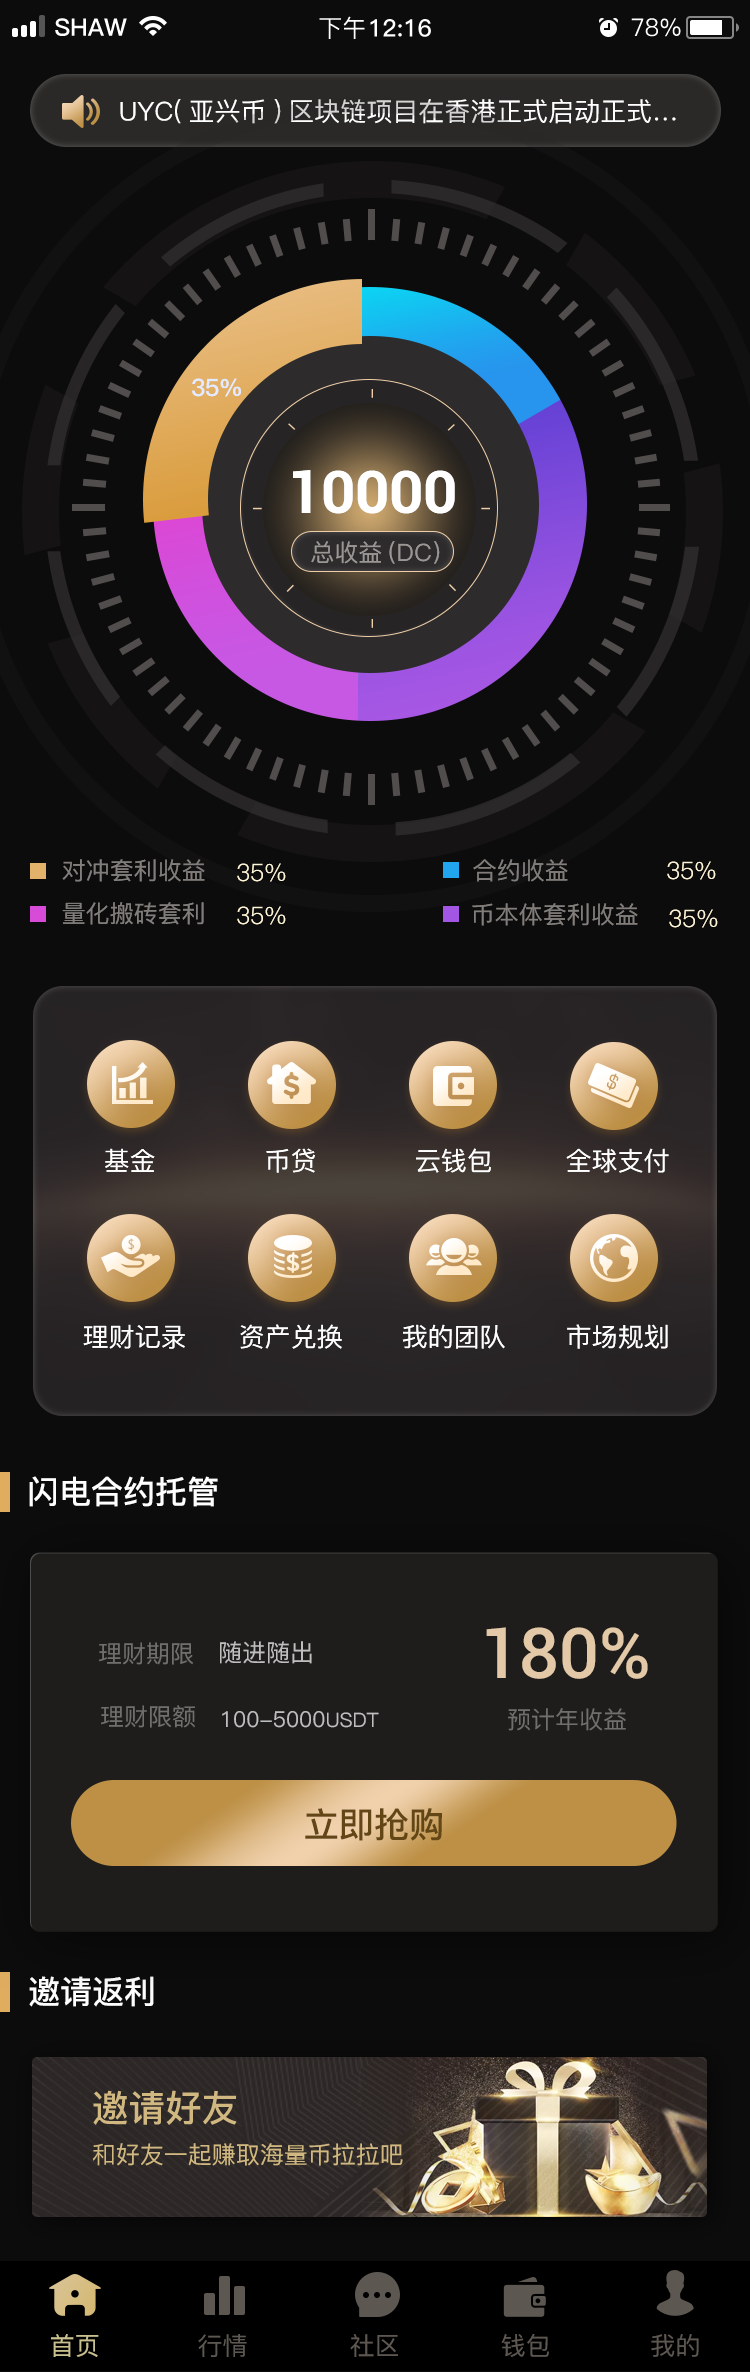 SHAW 下午12:16 78%
UYC( 亚兴币 ) 区块链项目在香港正式启动正式...
35%
10000
总收益 (DC)
对冲套利收益 35% 合约收益 35%
量化搬砖套利 35% 币本体套利收益 35%
基金 币贷 云钱包 全球支付
理财记录 资产兑换 我的团队 市场规划
闪电合约托管
理财期限 随进随出 180%
理财限额 100-5000USDT 预计年收益
立即抢购
邀请返利
邀请好友
和好友一起赚取海量币拉拉吧
首页 行情 社区 钱包 我的